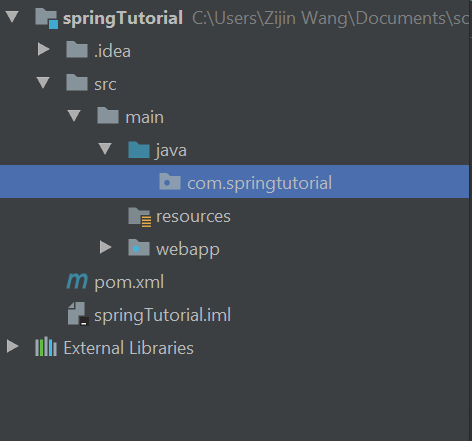 springTutorial C:\Users\Zijin Wang\Documents\sc
.idea
src
main
java
com.springtutorial
resources
webapp
pom.xml
springTutorial.iml
External Libraries